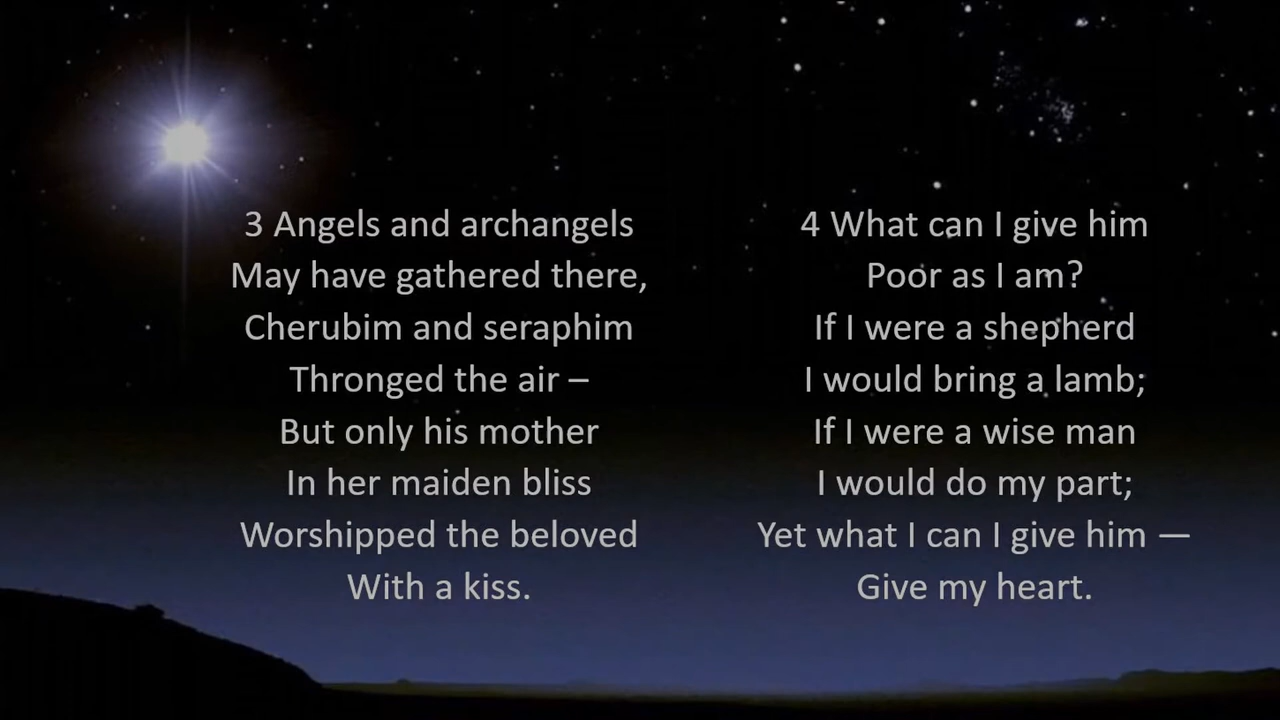 3 Angels and archangels
May have gathered there,
Cherubim and seraphim
Thronged the air –
But only his mother
In her maiden bliss
Worshipped the beloved
With a kiss.
4 What can I give him
Poor as I am?
If I were a shepherd
I would bring a lamb;
If I were a wise man
I would do my part;
Yet what I can I give him —
Give my heart.